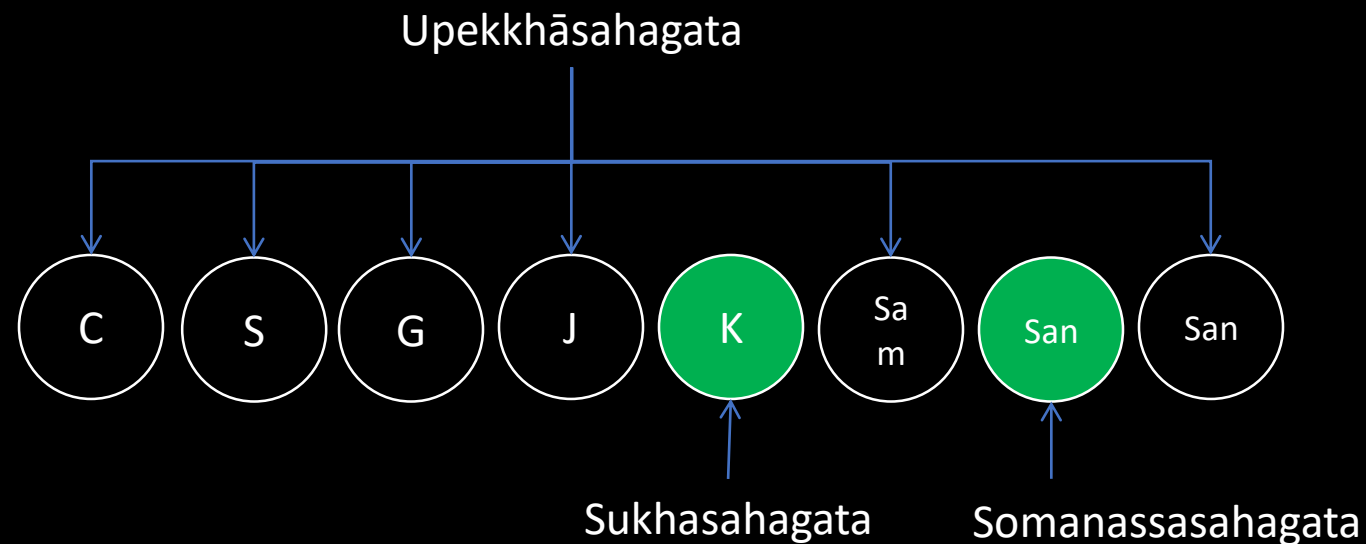 Upekkhāsahagata
C
S
G
J
K
Sa
m
San
San
Sukhasahagata
Somanassasahagata